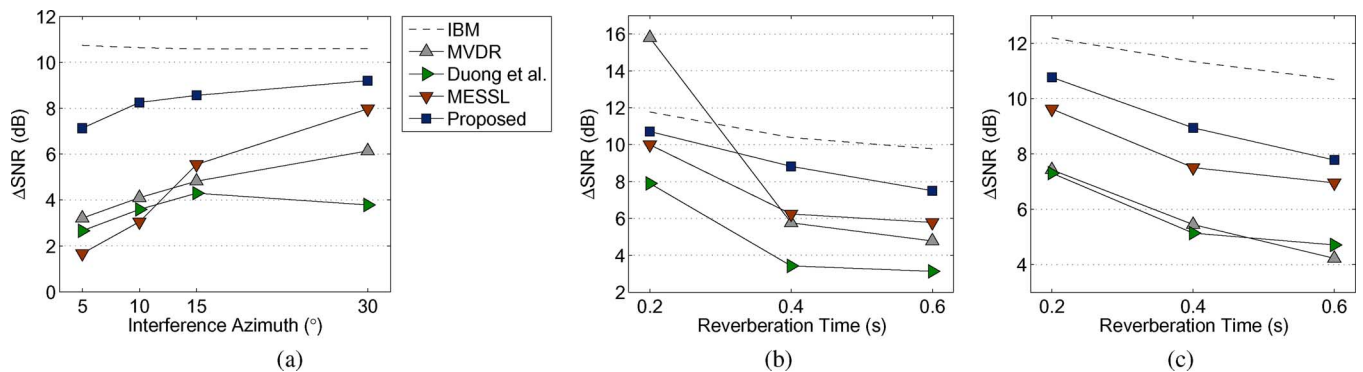 12
10
8
6
4
2
0
ΔSNR (dB)
5
10
15
30
Interference Azimuth (°)
(a)
IBM
MVDR
Duong et al.
MESSL
Proposed
16
14
12
10
8
6
4
2
ΔSNR (dB)
0.2
0.4
0.6
Reverberation Time (s)
(b)
12
10
8
6
4
ΔSNR (dB)
0.2
0.4
0.6
Reverberation Time (s)
(c)